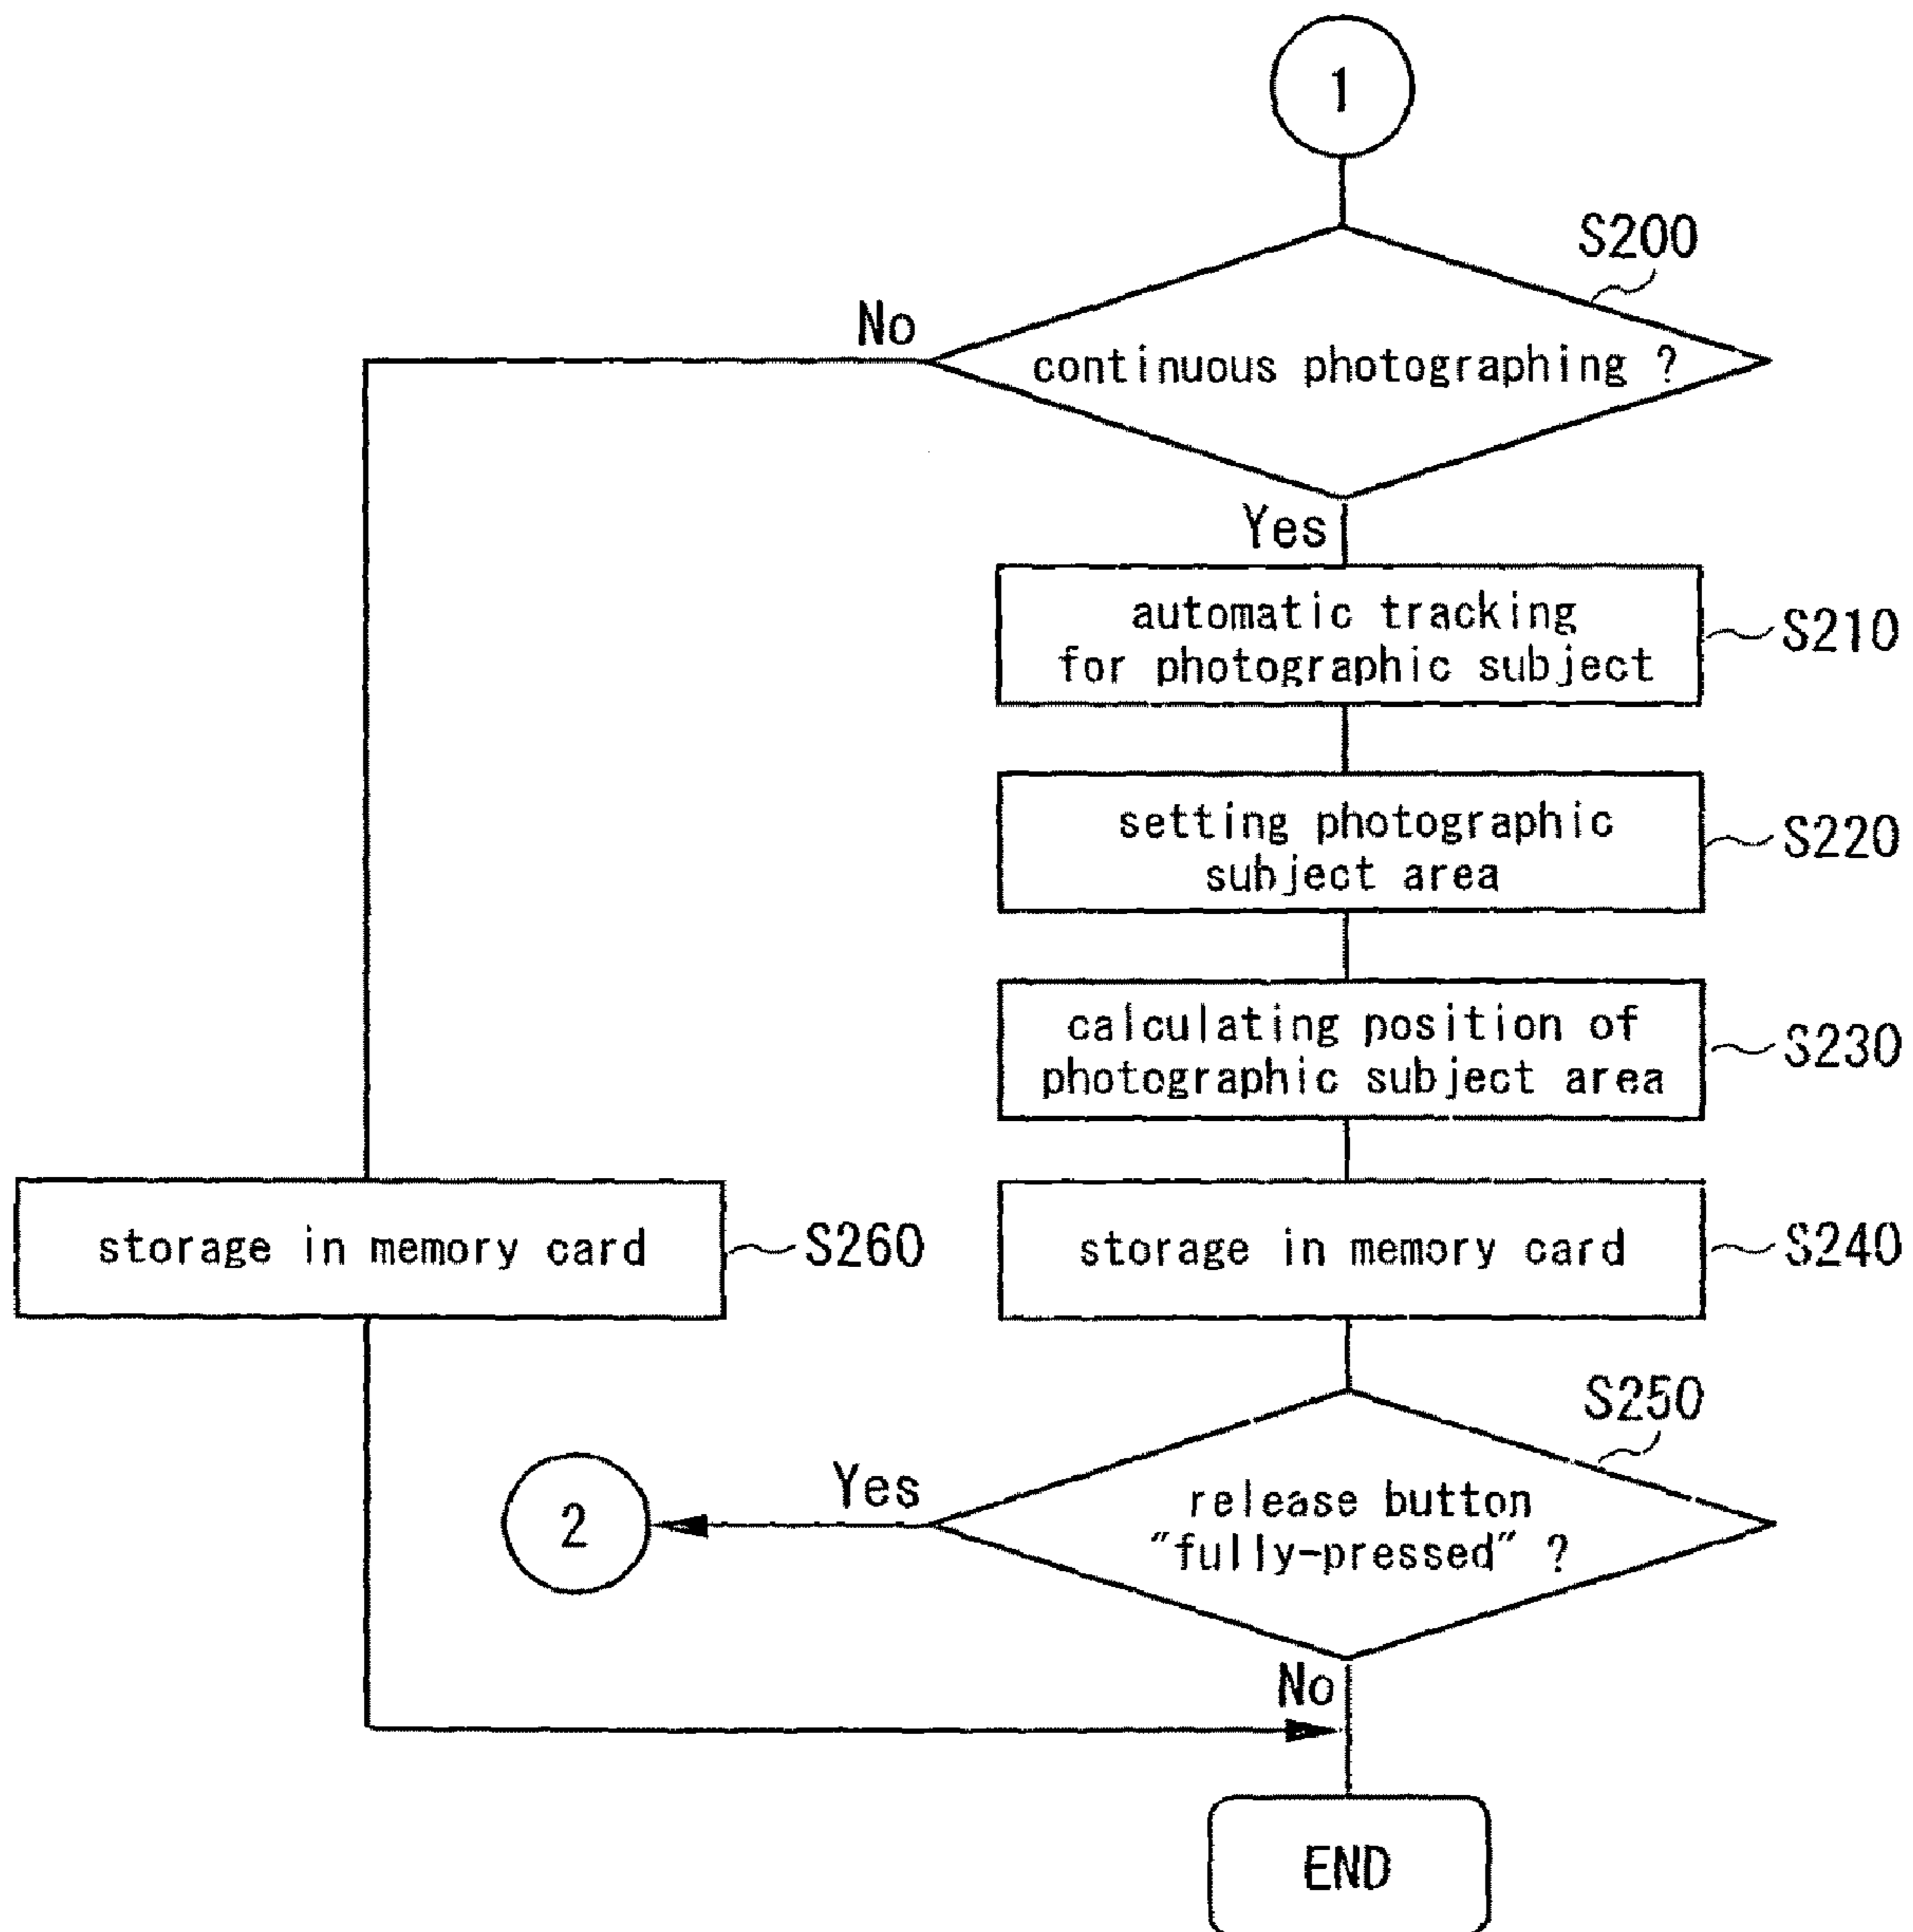 1
S200
No
continuous photographing ?
Yes
automatic tracking
for photographic subject
S210
setting photographic
subject area
S220
calculating position of
photographic subject area
S230
storage in memory card
S260
storage in memory card
S240
S250
2
Yes
release button
"fully-pressed" ?
No
END